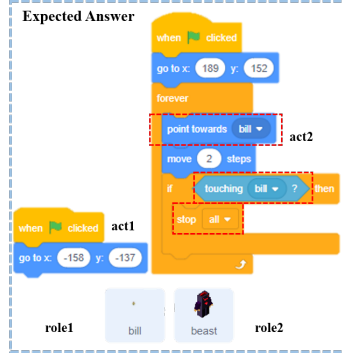 Expected Answer
when clicked
go to x: 189 y: 152
forever
point towards bill
act2
move 2 steps
if touching bill ? then
stop all
when clicked
act1
go to x: -158 y: -137
role1
bill
beast
role2